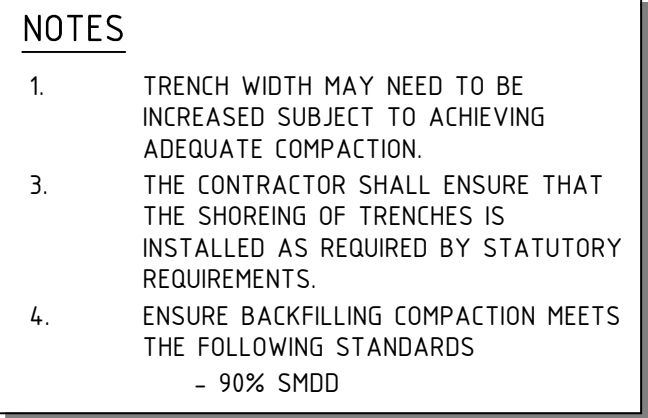 NOTES
1. TRENCH WIDTH MAY NEED TO BE
INCREASED SUBJECT TO ACHIEVING
ADEQUATE COMPACTION.
3. THE CONTRACTOR SHALL ENSURE THAT
THE SHOREING OF TRENCHES IS
INSTALLED AS REQUIRED BY STATUTORY
REQUIREMENTS.
4. ENSURE BACKFILLING COMPACTION MEETS
THE FOLLOWING STANDARDS
- 90% SMDD